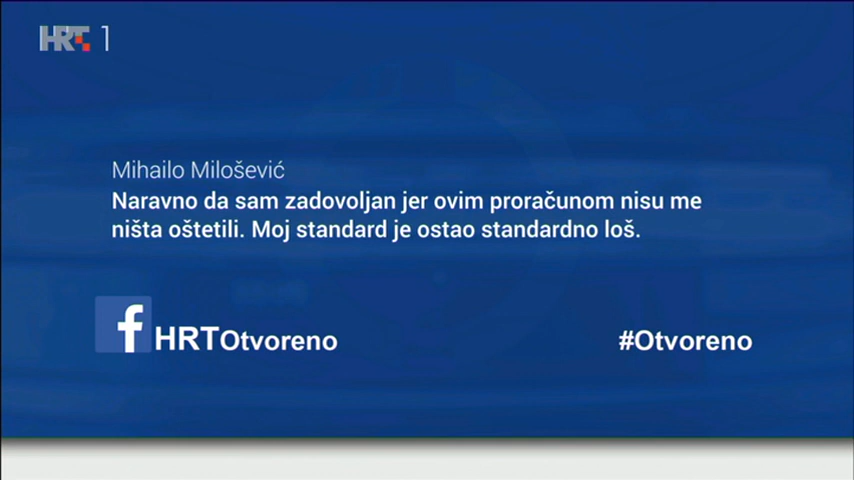 HRT 1
Mihailo Milošević
Naravno da sam zadovoljan jer ovim proračunom nisu me
ništa oštetili. Moj standard je ostao standardno loš.
f HRTOtvoreno #Otvoreno